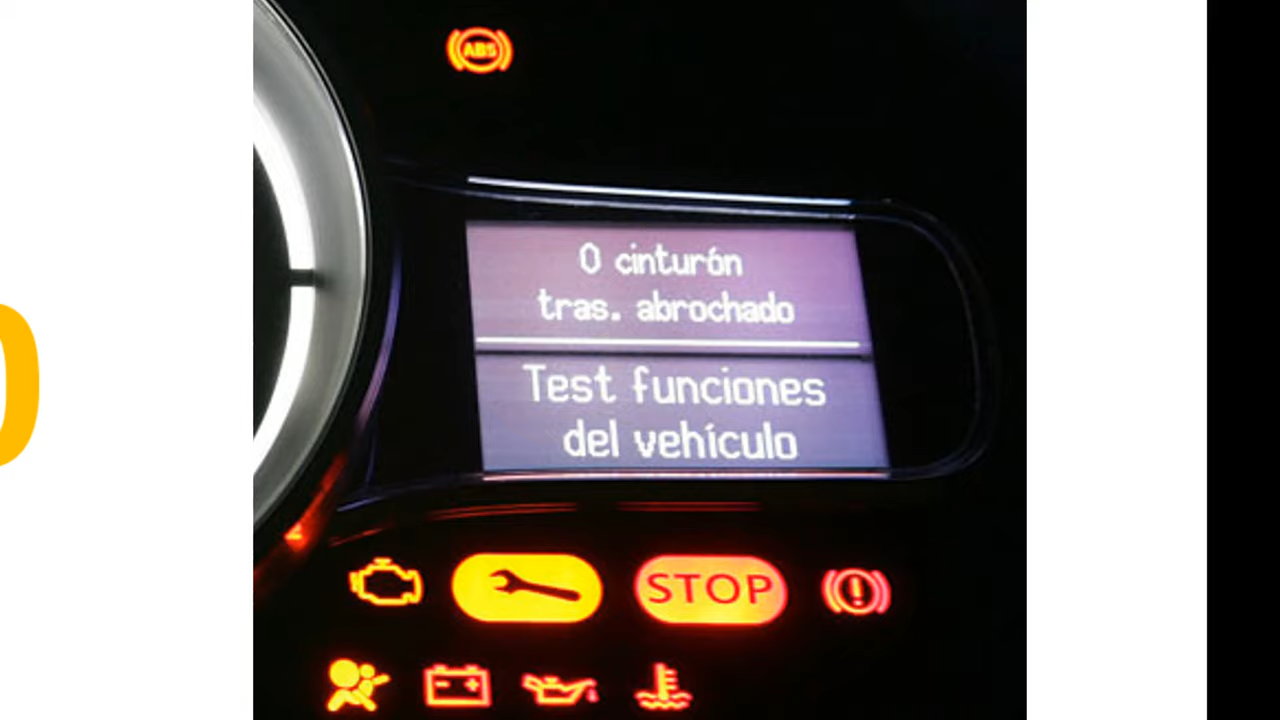 ABS
0 cinturón
tras. abrochado
Test funciones
del vehículo
STOP